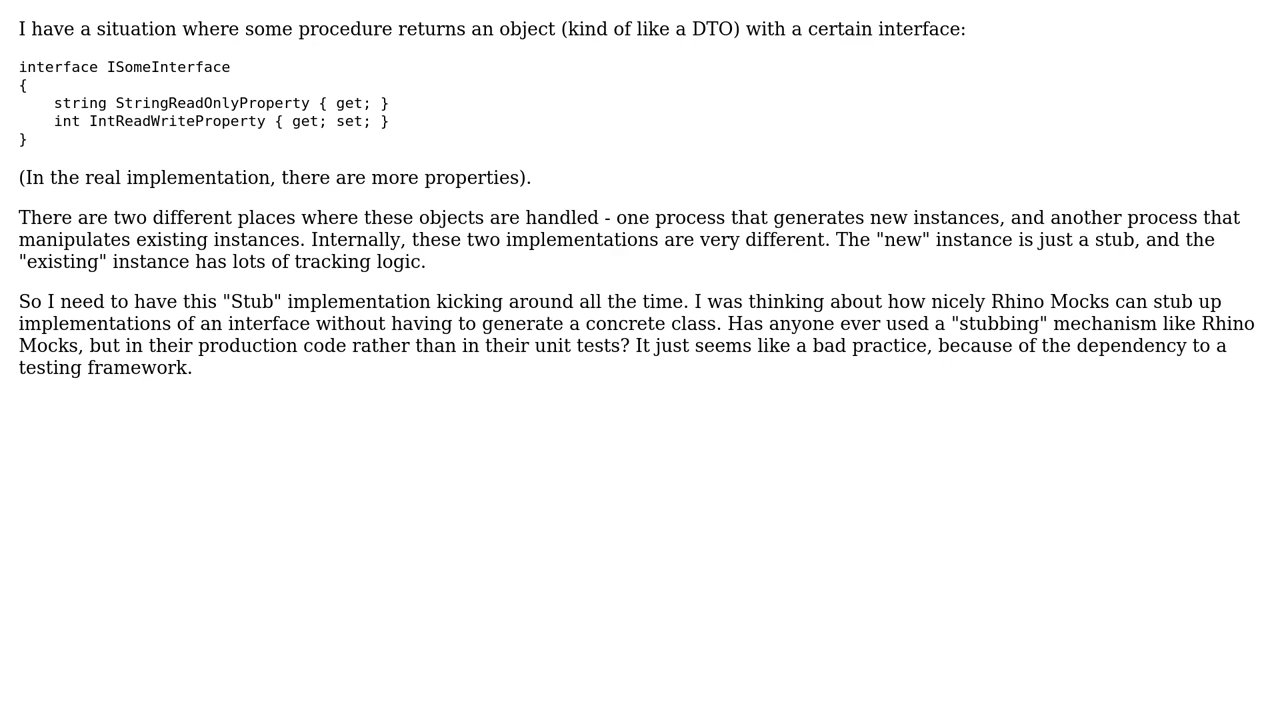 I have a situation where some procedure returns an object (kind of like a DTO) with a certain interface:
interface ISomeInterface
{
    string StringReadOnlyProperty { get; }
    int IntReadWriteProperty { get; set; }
}
(In the real implementation, there are more properties).
There are two different places where these objects are handled - one process that generates new instances, and another process that
manipulates existing instances. Internally, these two implementations are very different. The "new" instance is just a stub, and the
"existing" instance has lots of tracking logic.
So I need to have this "Stub" implementation kicking around all the time. I was thinking about how nicely Rhino Mocks can stub up
implementations of an interface without having to generate a concrete class. Has anyone ever used a "stubbing" mechanism like Rhino
Mocks, but in their production code rather than in their unit tests? It just seems like a bad practice, because of the dependency to a
testing framework.